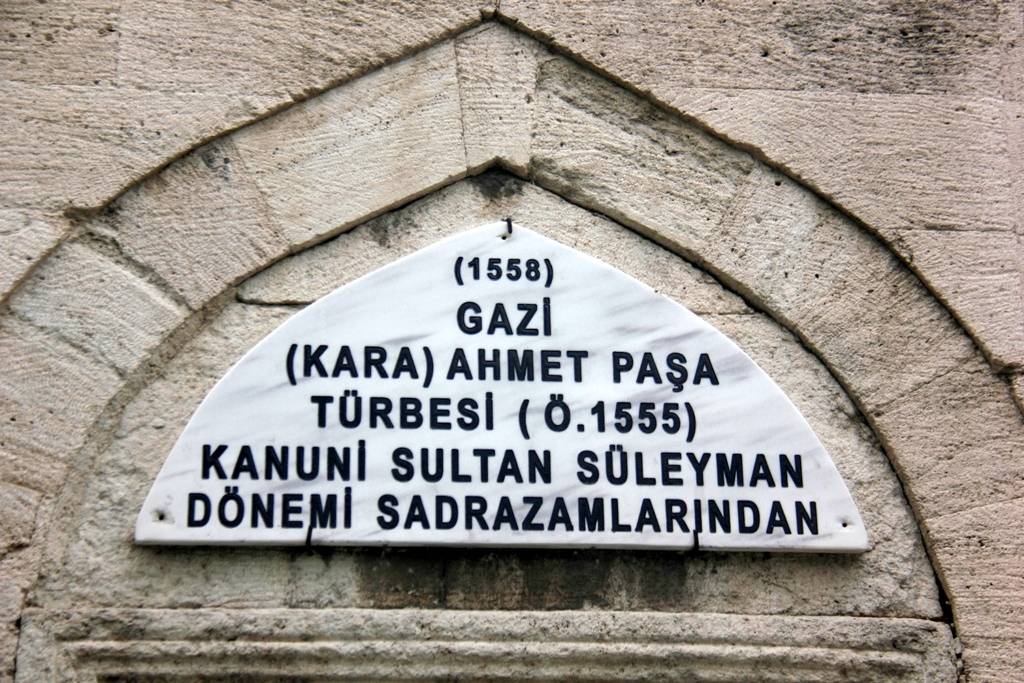 (1558)
GAZİ
(KARA) AHMET PAŞA
TÜRBESİ ( Ö.1555)
KANUNİ SULTAN SÜLEYMAN
DÖNEMİ SADRAZAMLARINDAN